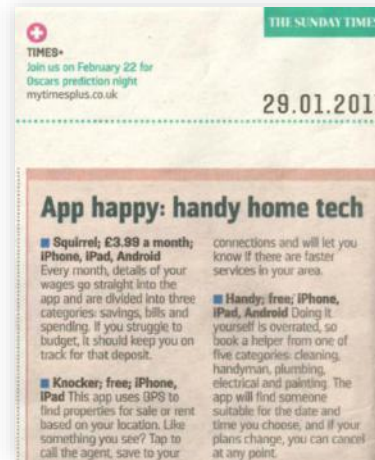 THE SUNDAY TIMES
TIMES+
Join us on February 22 for
Oscars prediction night
mytimesplus.co.uk
29.01.201
App happy: handy home tech
Squirrel; £3.99 a month;
iPhone, iPad, Android
Every month, details of your
wages go straight into the
app and are divided into three
categories: savings, bills and
spending. If you struggle to
budget, it should keep you on
track for that deposit.
Knocker; free; iPhone,
iPad This app uses GPS to
find properties for sale or rent
based on your location. Like
something you see? Tap to
call the agent, save to your
connections and will let you
know if there are faster
services in your area.
Handy; free; iPhone,
iPad, Android Doing it
yourself is overrated, so
book a helper from one of
five categories: cleaning,
handyman, plumbing,
electrical and painting. The
app will find someone
suitable for the date and
time you choose, and if your
plans change, you can cancel
at any point.